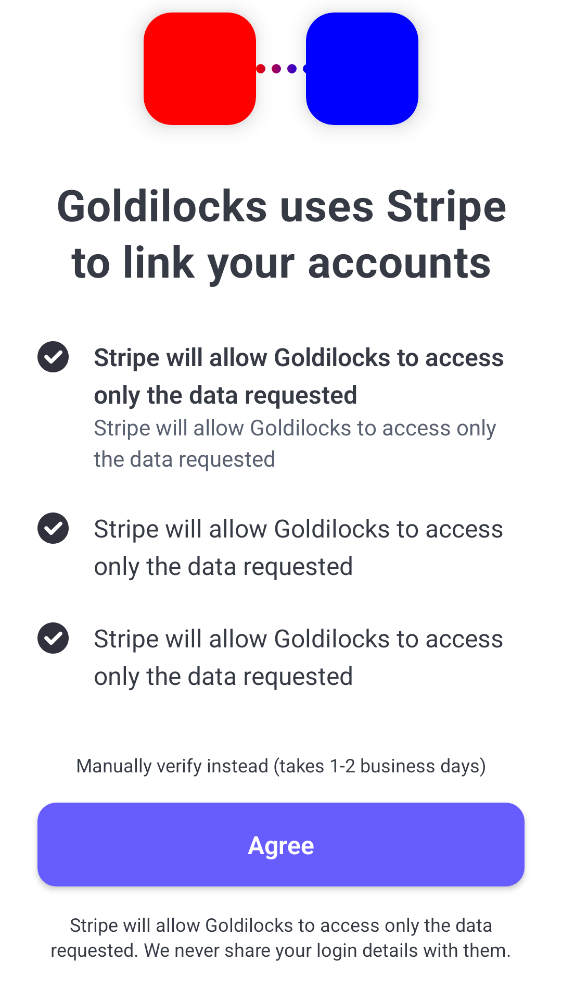 Goldilocks uses Stripe
to link your accounts
Stripe will allow Goldilocks to access
only the data requested
Stripe will allow Goldilocks to access only
the data requested
Stripe will allow Goldilocks to access
only the data requested
Stripe will allow Goldilocks to access
only the data requested
Manually verify instead (takes 1-2 business days)
Agree
Stripe will allow Goldilocks to access only the data
requested. We never share your login details with them.